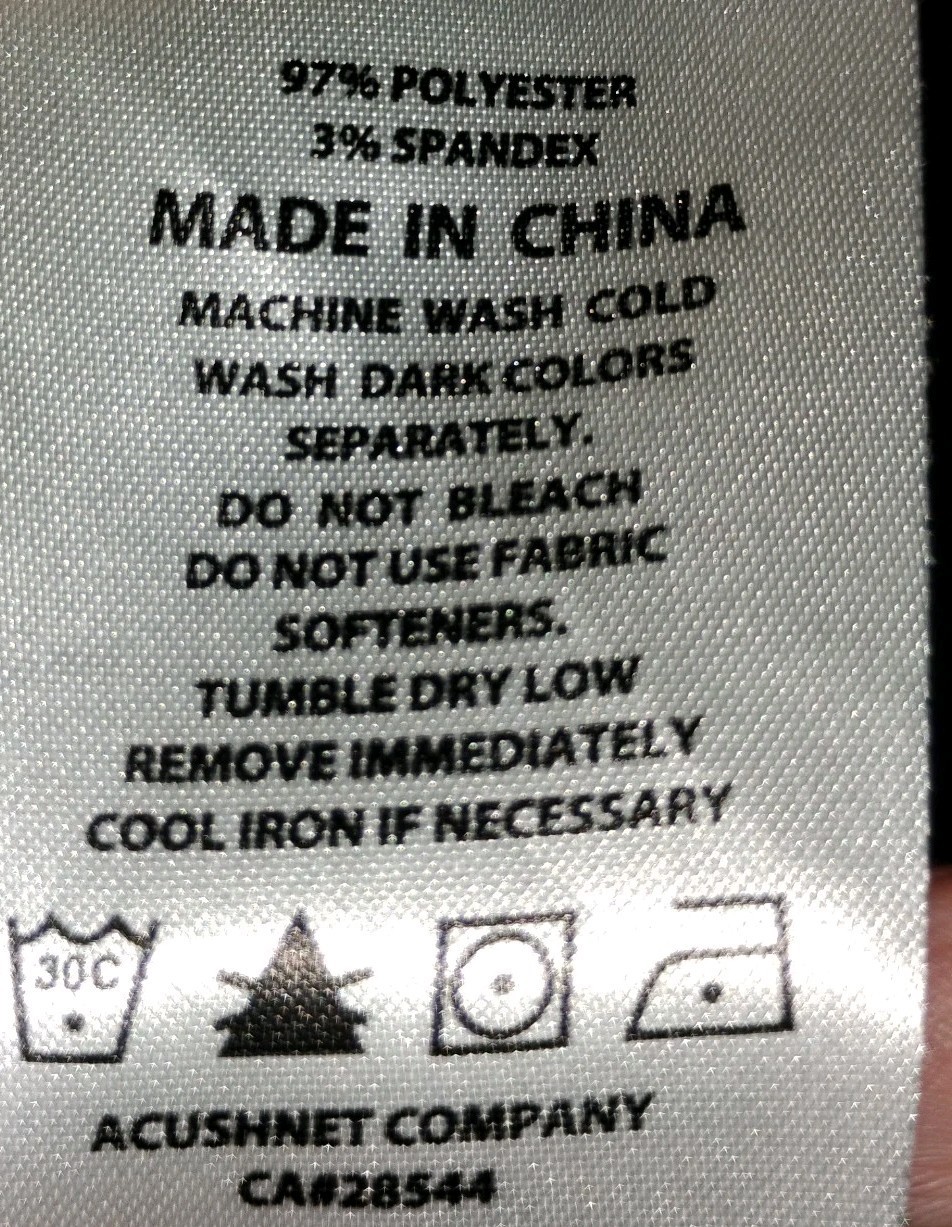 97% POLYESTER
3% SPANDEX
MADE IN CHINA
MACHINE WASH COLD
WASH DARK COLORS
SEPARATELY.
DO NOT BLEACH
DO NOT USE FABRIC
SOFTENERS.
TUMBLE DRY LOW
REMOVE IMMEDIATELY
COOL IRON IF NECESSARY
30C
ACUSHNET COMPANY
CA#28544